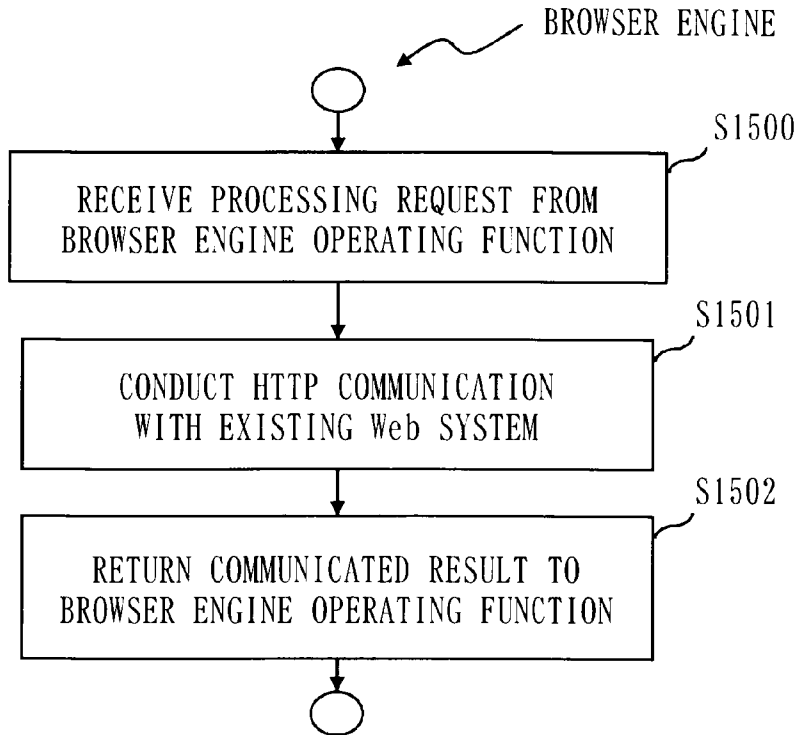 BROWSER ENGINE
S1500
RECEIVE PROCESSING REQUEST FROM
BROWSER ENGINE OPERATING FUNCTION
S1501
CONDUCT HTTP COMMUNICATION
WITH EXISTING Web SYSTEM
S1502
RETURN COMMUNICATED RESULT TO
BROWSER ENGINE OPERATING FUNCTION